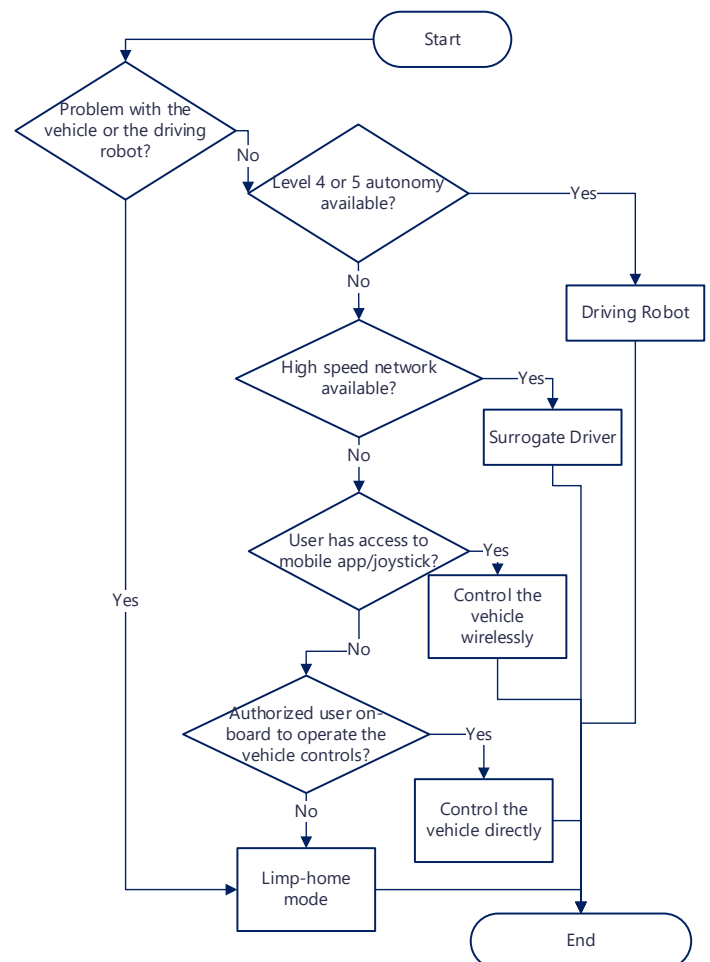 Start
Problem with the
vehicle or the driving
robot?
No
Level 4 or 5 autonomy
available?
Yes
No
Driving Robot
High speed network
available?
Yes
Surrogate Driver
No
User has access to
mobile app/joystick?
Yes
Control the
vehicle
wirelessly
Yes
No
Authorized user on-
board to operate the
vehicle controls?
Yes
Control the
vehicle directly
No
Limp-home
mode
End